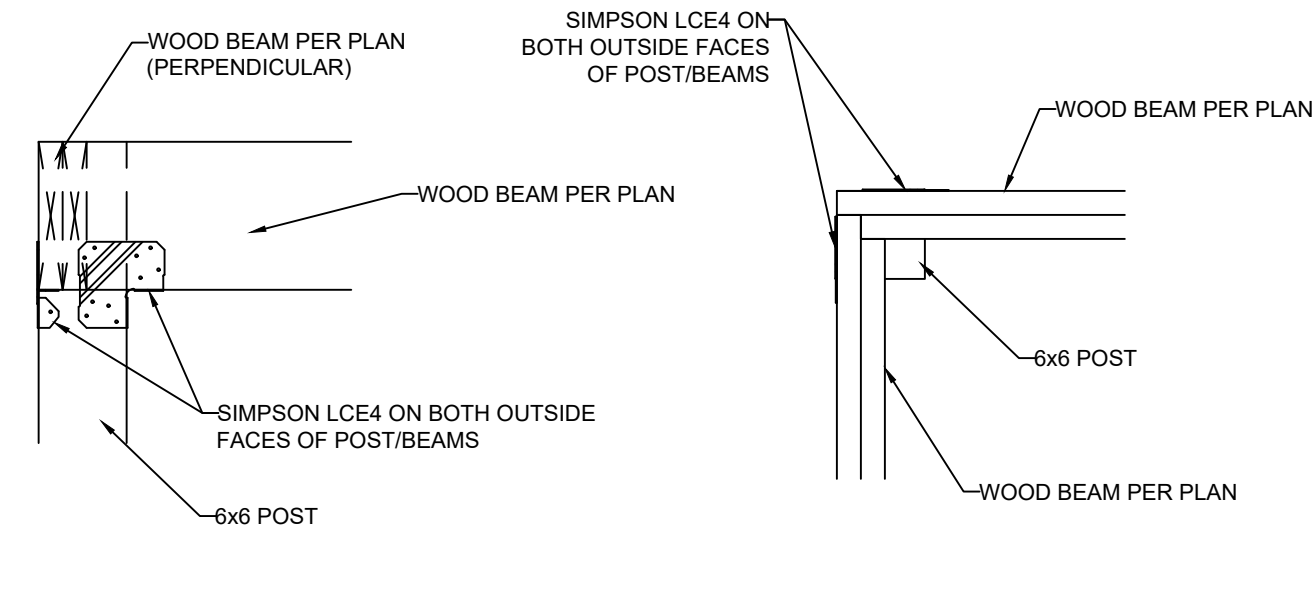 WOOD BEAM PER PLAN
(PERPENDICULAR)
WOOD BEAM PER PLAN
SIMPSON LCE4 ON BOTH OUTSIDE
FACES OF POST/BEAMS
6x6 POST
SIMPSON LCE4 ON
BOTH OUTSIDE FACES
OF POST/BEAMS
WOOD BEAM PER PLAN
6x6 POST
WOOD BEAM PER PLAN